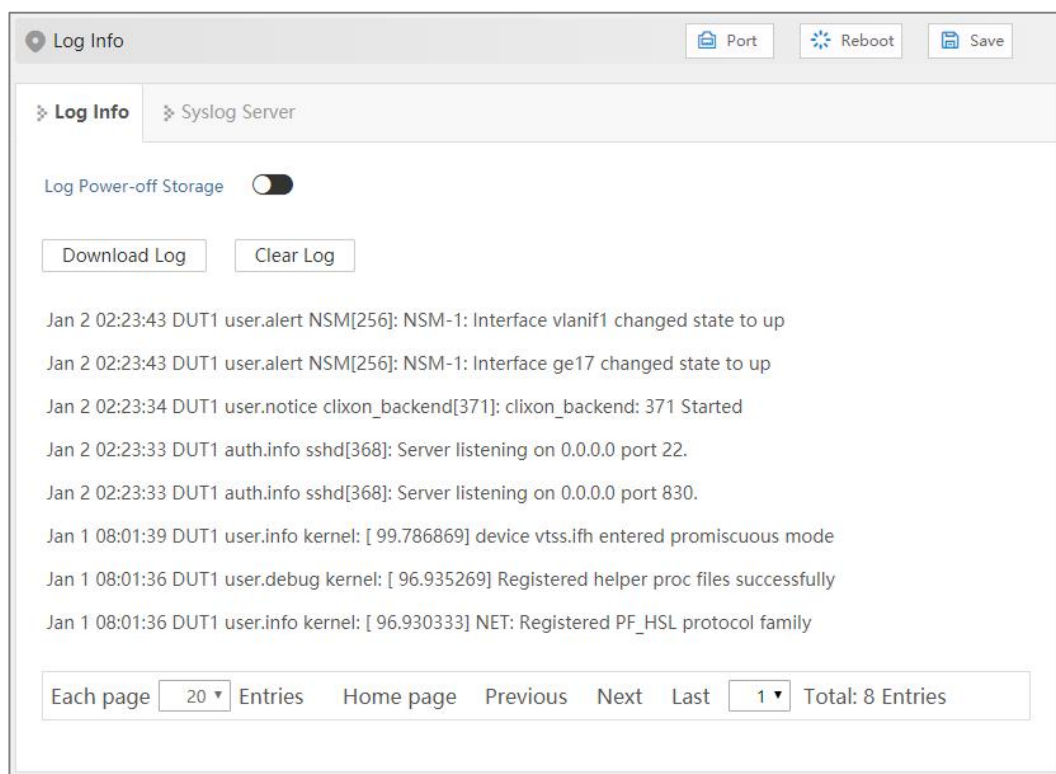 Log Info Port Reboot Save
Log Info Syslog Server
Log Power-off Storage
Download Log Clear Log
Jan 2 02:23:43 DUT1 user.alert NSM[256]: NSM-1: Interface vlanif1 changed state to up
Jan 2 02:23:43 DUT1 user.alert NSM[256]: NSM-1: Interface ge17 changed state to up
Jan 2 02:23:34 DUT1 user.notice clixon_backend[371]: clixon_backend: 371 Started
Jan 2 02:23:33 DUT1 auth.info sshd[368]: Server listening on 0.0.0.0 port 22.
Jan 2 02:23:33 DUT1 auth.info sshd[368]: Server listening on 0.0.0.0 port 830.
Jan 1 08:01:39 DUT1 user.info kernel: [ 99.786869] device vtss.ifh entered promiscuous mode
Jan 1 08:01:36 DUT1 user.debug kernel: [ 96.935269] Registered helper proc files successfully
Jan 1 08:01:36 DUT1 user.info kernel: [ 96.930333] NET: Registered PF_HSL protocol family
Each page 20 Entries Home page Previous Next Last 1 Total: 8 Entries